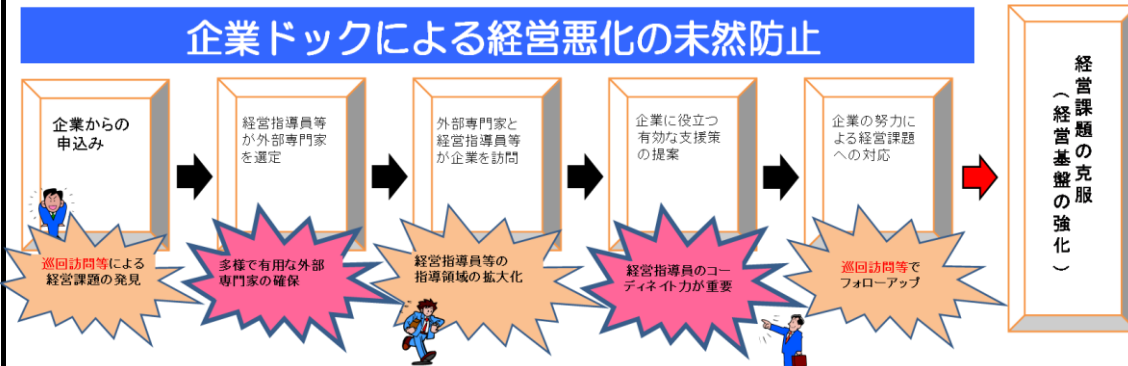 企業ドックによる経営悪化の未然防止
企業からの
申込み
巡回訪問等による
経営課題の発見
経営指導員等
が外部専門家
を選定
多様で有用な外部
専門家の確保
外部専門家と
経営指導員等
が企業を訪問
経営指導員等の
指導領域の拡大化
企業に役立つ
有効な支援策
の提案
経営指導員のコー
ディネイト力が重要
企業の努力に
よる経営課題
への対応
巡回訪問等で
フォローアップ
経営課題の克服
（経営基盤の強化）